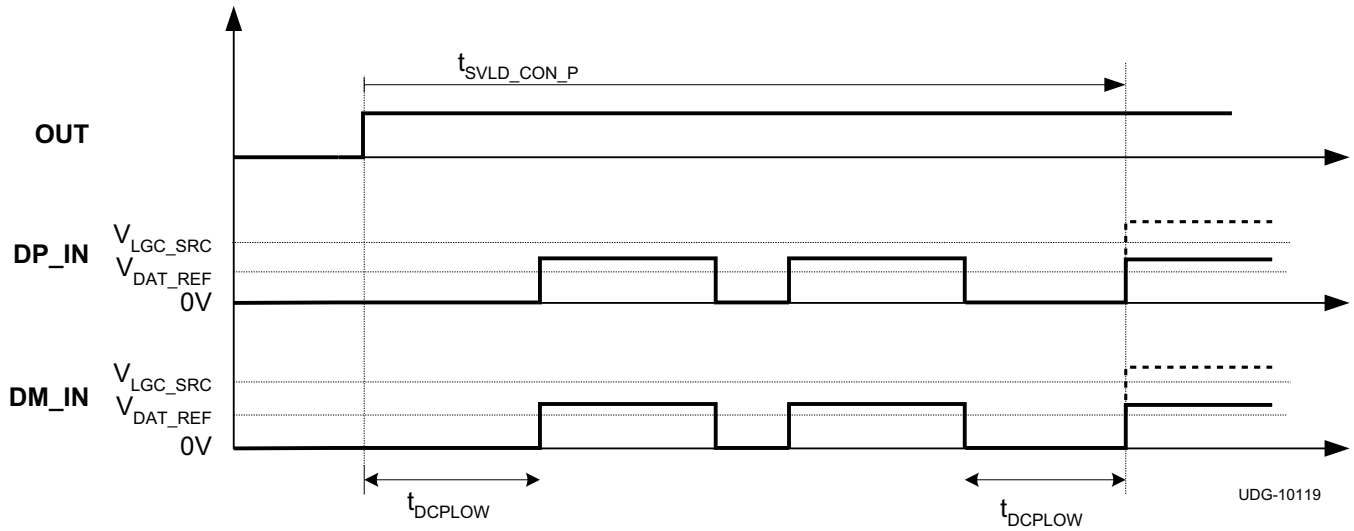 tSVLD_CON_P
OUT
VLGC_SRC
DP_IN
VDAT_REF
0V
VLGC_SRC
DM_IN
VDAT_REF
0V
tDCPLOW
tDCPLOW
UDG-10119